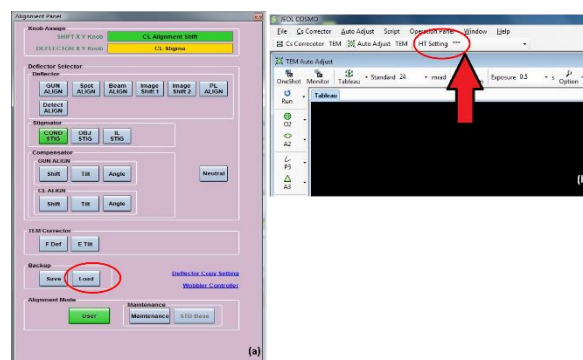 Alignment Panel
Knob Assign
SHIFT X Y Knob CL Alignment Shift
DEFLECTOR X Y Knob CL Stigma
Deflector Selector
Deflector
GUN ALIGN Spot ALIGN Beam ALIGN Image Shift 1 Image Shift 2 PL ALIGN
Detect ALIGN
Stigmator
COND STIG OBJ STIG IL STIG
Compensator
GUN ALIGN
Shift Tilt Angle Neutral
CL ALIGN
Shift Tilt Angle
TEM Corrector
F Def E Tilt
Backup
Save Load
Deflector Copy Setting
Wobbler Controller
Alignment Mode
User
Maintenance
Maintenance STD Base
(a)
JEOL COSMO
File Cs Corrector Auto Adjust Script Operation Panel Window Help
Cs Corrector TEM Auto Adjust TEM HT Setting ***
TEM Auto Adjust
OneShot Monitor Tableau Standard 24 mrad Exposure 0.5 s Option
Run Tableau
O2
A2
P3
A3